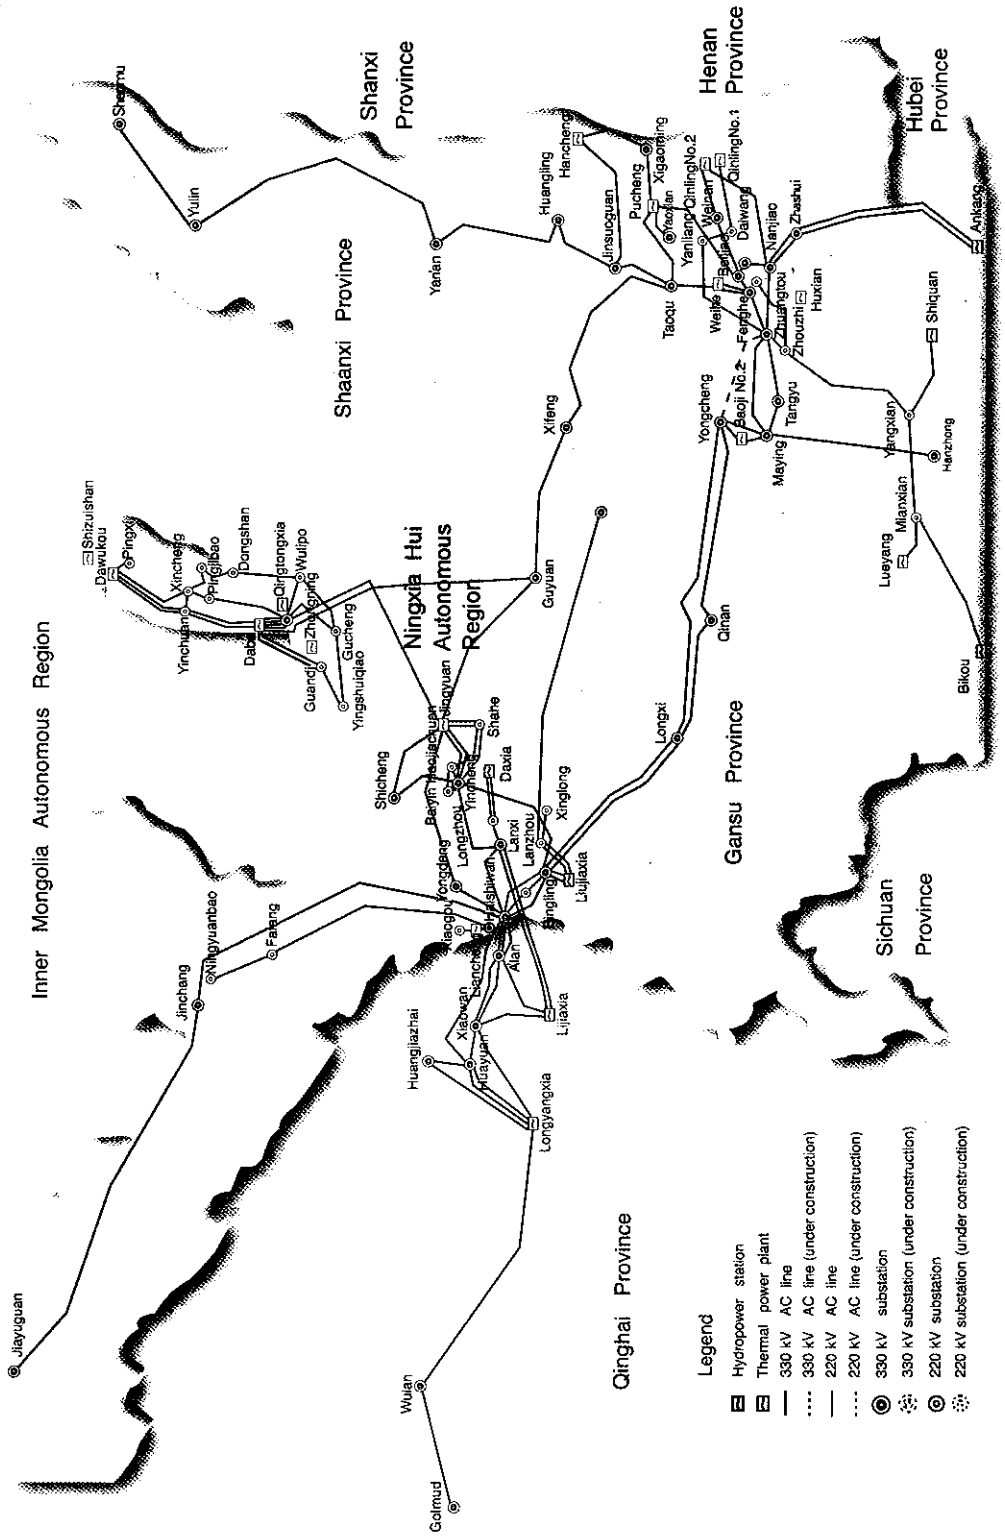 Inner Mongolia Autonomous Region
Jiayuguan
Jinchang
Ningyuanbao
Fafang
Golmud
Wulan
Qinghai Province
Huangjiazhai
Xiaowan
Huayuan
Longyangxia
Lijiaxia
Alan
Liancheng
Haishiwan
Yongdeng
Bingling
Liujiaxia
Lanzhou
Lanxi
Xinglong
Longzhou
Daxia
Yincheng
Baiyin
Shicheng
Jingyuan
Shahe
Ningxia Hui
Autonomous
Region
Yinchuan
Daba
Guandi
Yingshuiqiao
Gucheng
Zhongning
Qingtongxia
Wulipo
Dongshan
Pingjibao
Xincheng
Dawukou
Shizuishan
Guyuan
Xifeng
Gansu Province
Longxi
Qinan
Sichuan
Province
Bikou
Lueyang
Mianxian
Yangxian
Shiquan
Hanzhong
Maying
Tangyu
Yongcheng
Baoji No.2
Shaanxi Province
Shanxi
Province
Shenmu
Yulin
Yan'an
Huangling
Hancheng
Jinsuoguan
Taoqu
Pucheng
Yaoxian
Xigaoming
Yanliang
QinlingNo.2
QinlingNo.1
Weinan
Daiwang
Nanjiao
Zhashui
Weihe
Fenghe
Zhuangtou
Zhouzhi
Huxian
Ankang
Henan
Province
Hubei
Province
Legend
Hydropower station
Thermal power plant
330 kV AC line
330 kV AC line (under construction)
220 kV AC line
220 kV AC line (under construction)
330 kV substation
330 kV substation (under construction)
220 kV substation
220 kV substation (under construction)